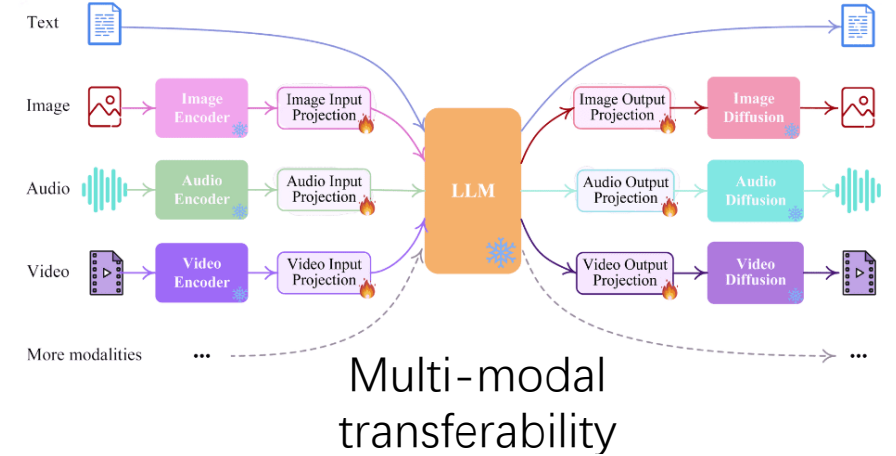 Text
Image
Image
Encoder
Image Input
Projection
Image Output
Projection
Image
Diffusion
Audio
Audio
Encoder
Audio Input
Projection
LLM
Audio Output
Projection
Audio
Diffusion
Video
Video
Encoder
Video Input
Projection
Video Output
Projection
Video
Diffusion
More modalities
...
...
Multi-modal
transferability